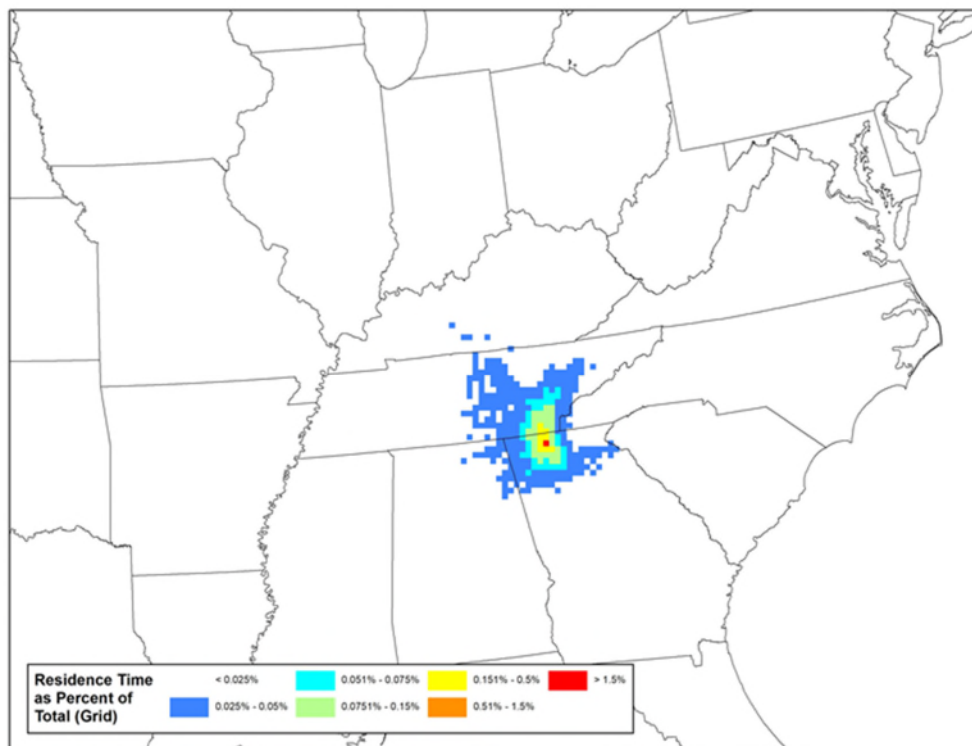 Residence Time
as Percent of
Total (Grid)
< 0.025%
0.051% - 0.075%
0.151% - 0.5%
> 1.5%
0.025% - 0.05%
0.0751% - 0.15%
0.51% - 1.5%